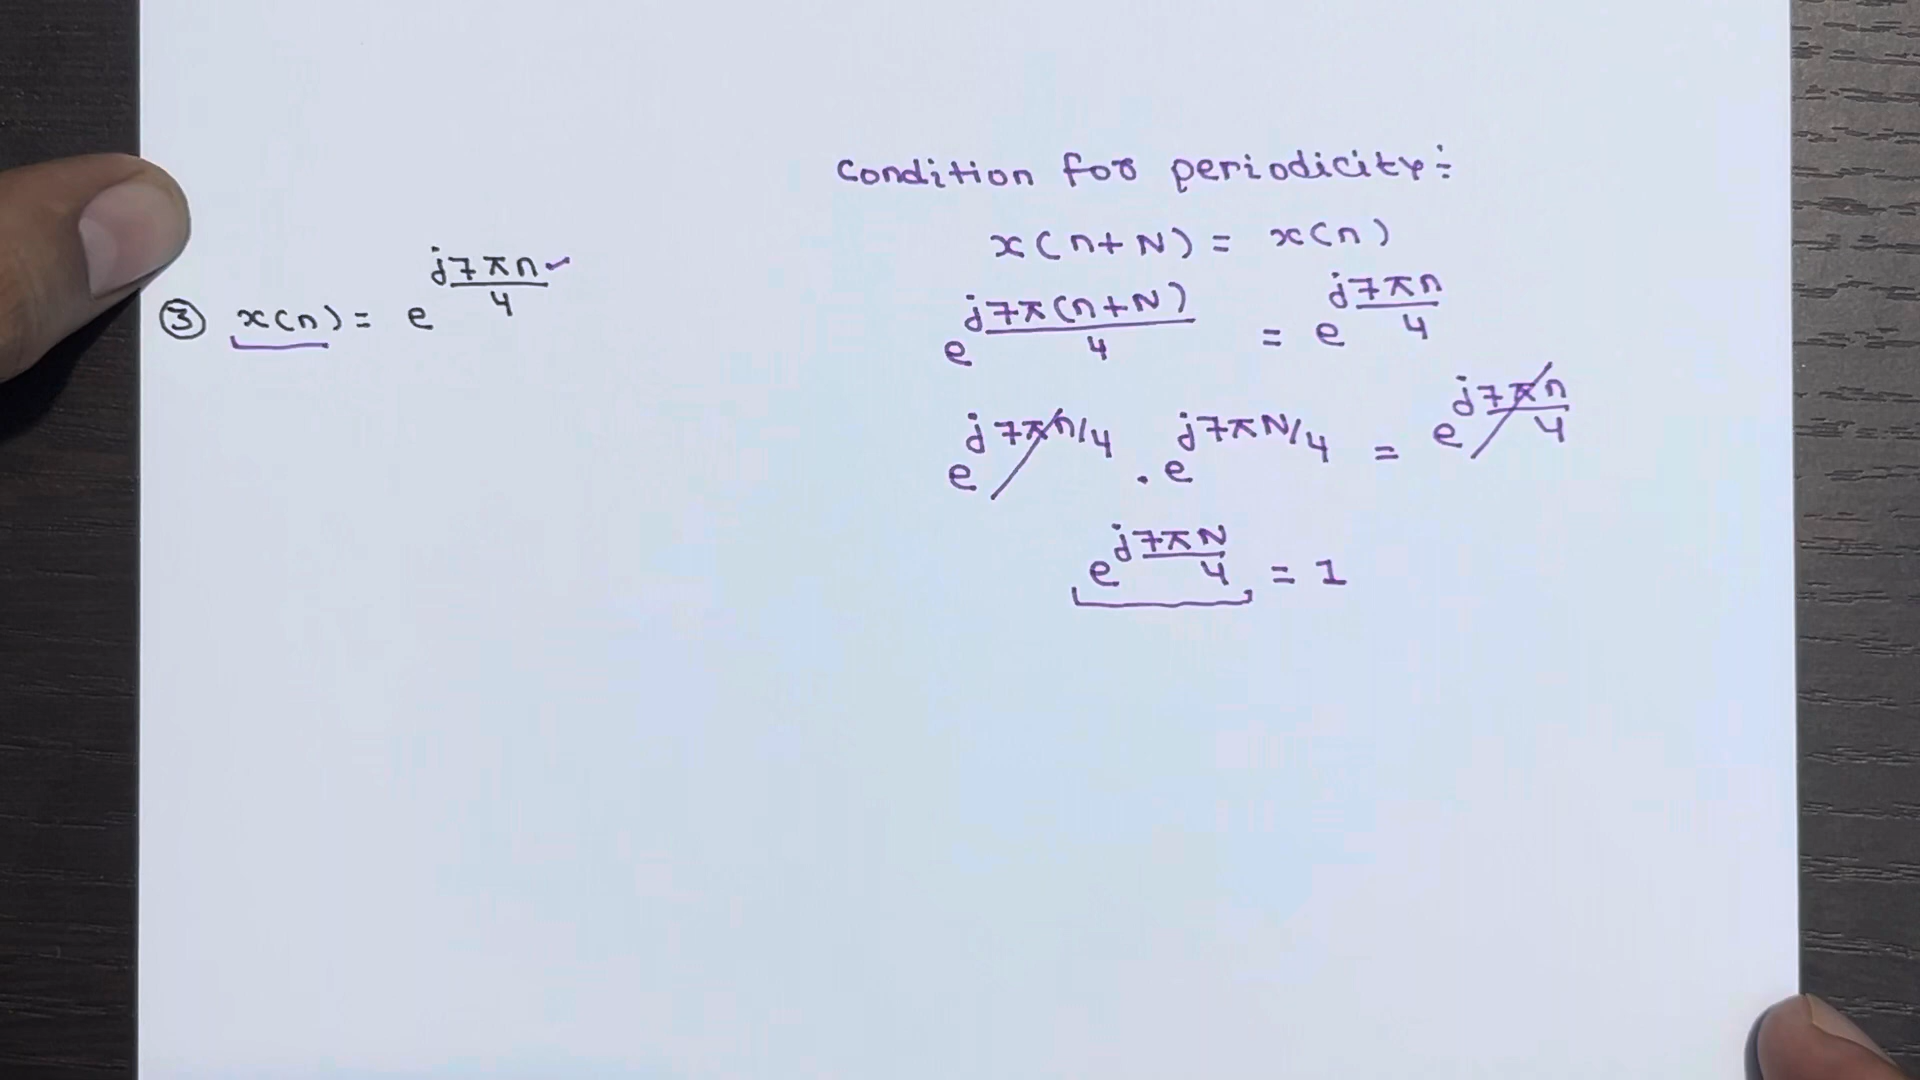 ③ x(n) = e^(j7πn/4) ✓
Condition for periodicity:
x(n+N) = x(n)
e^(j7π(n+N)/4) = e^(j7πn/4)
e^(j7πn/4) . e^(j7πN/4) = e^(j7πn/4)
e^(j7πN/4) = 1